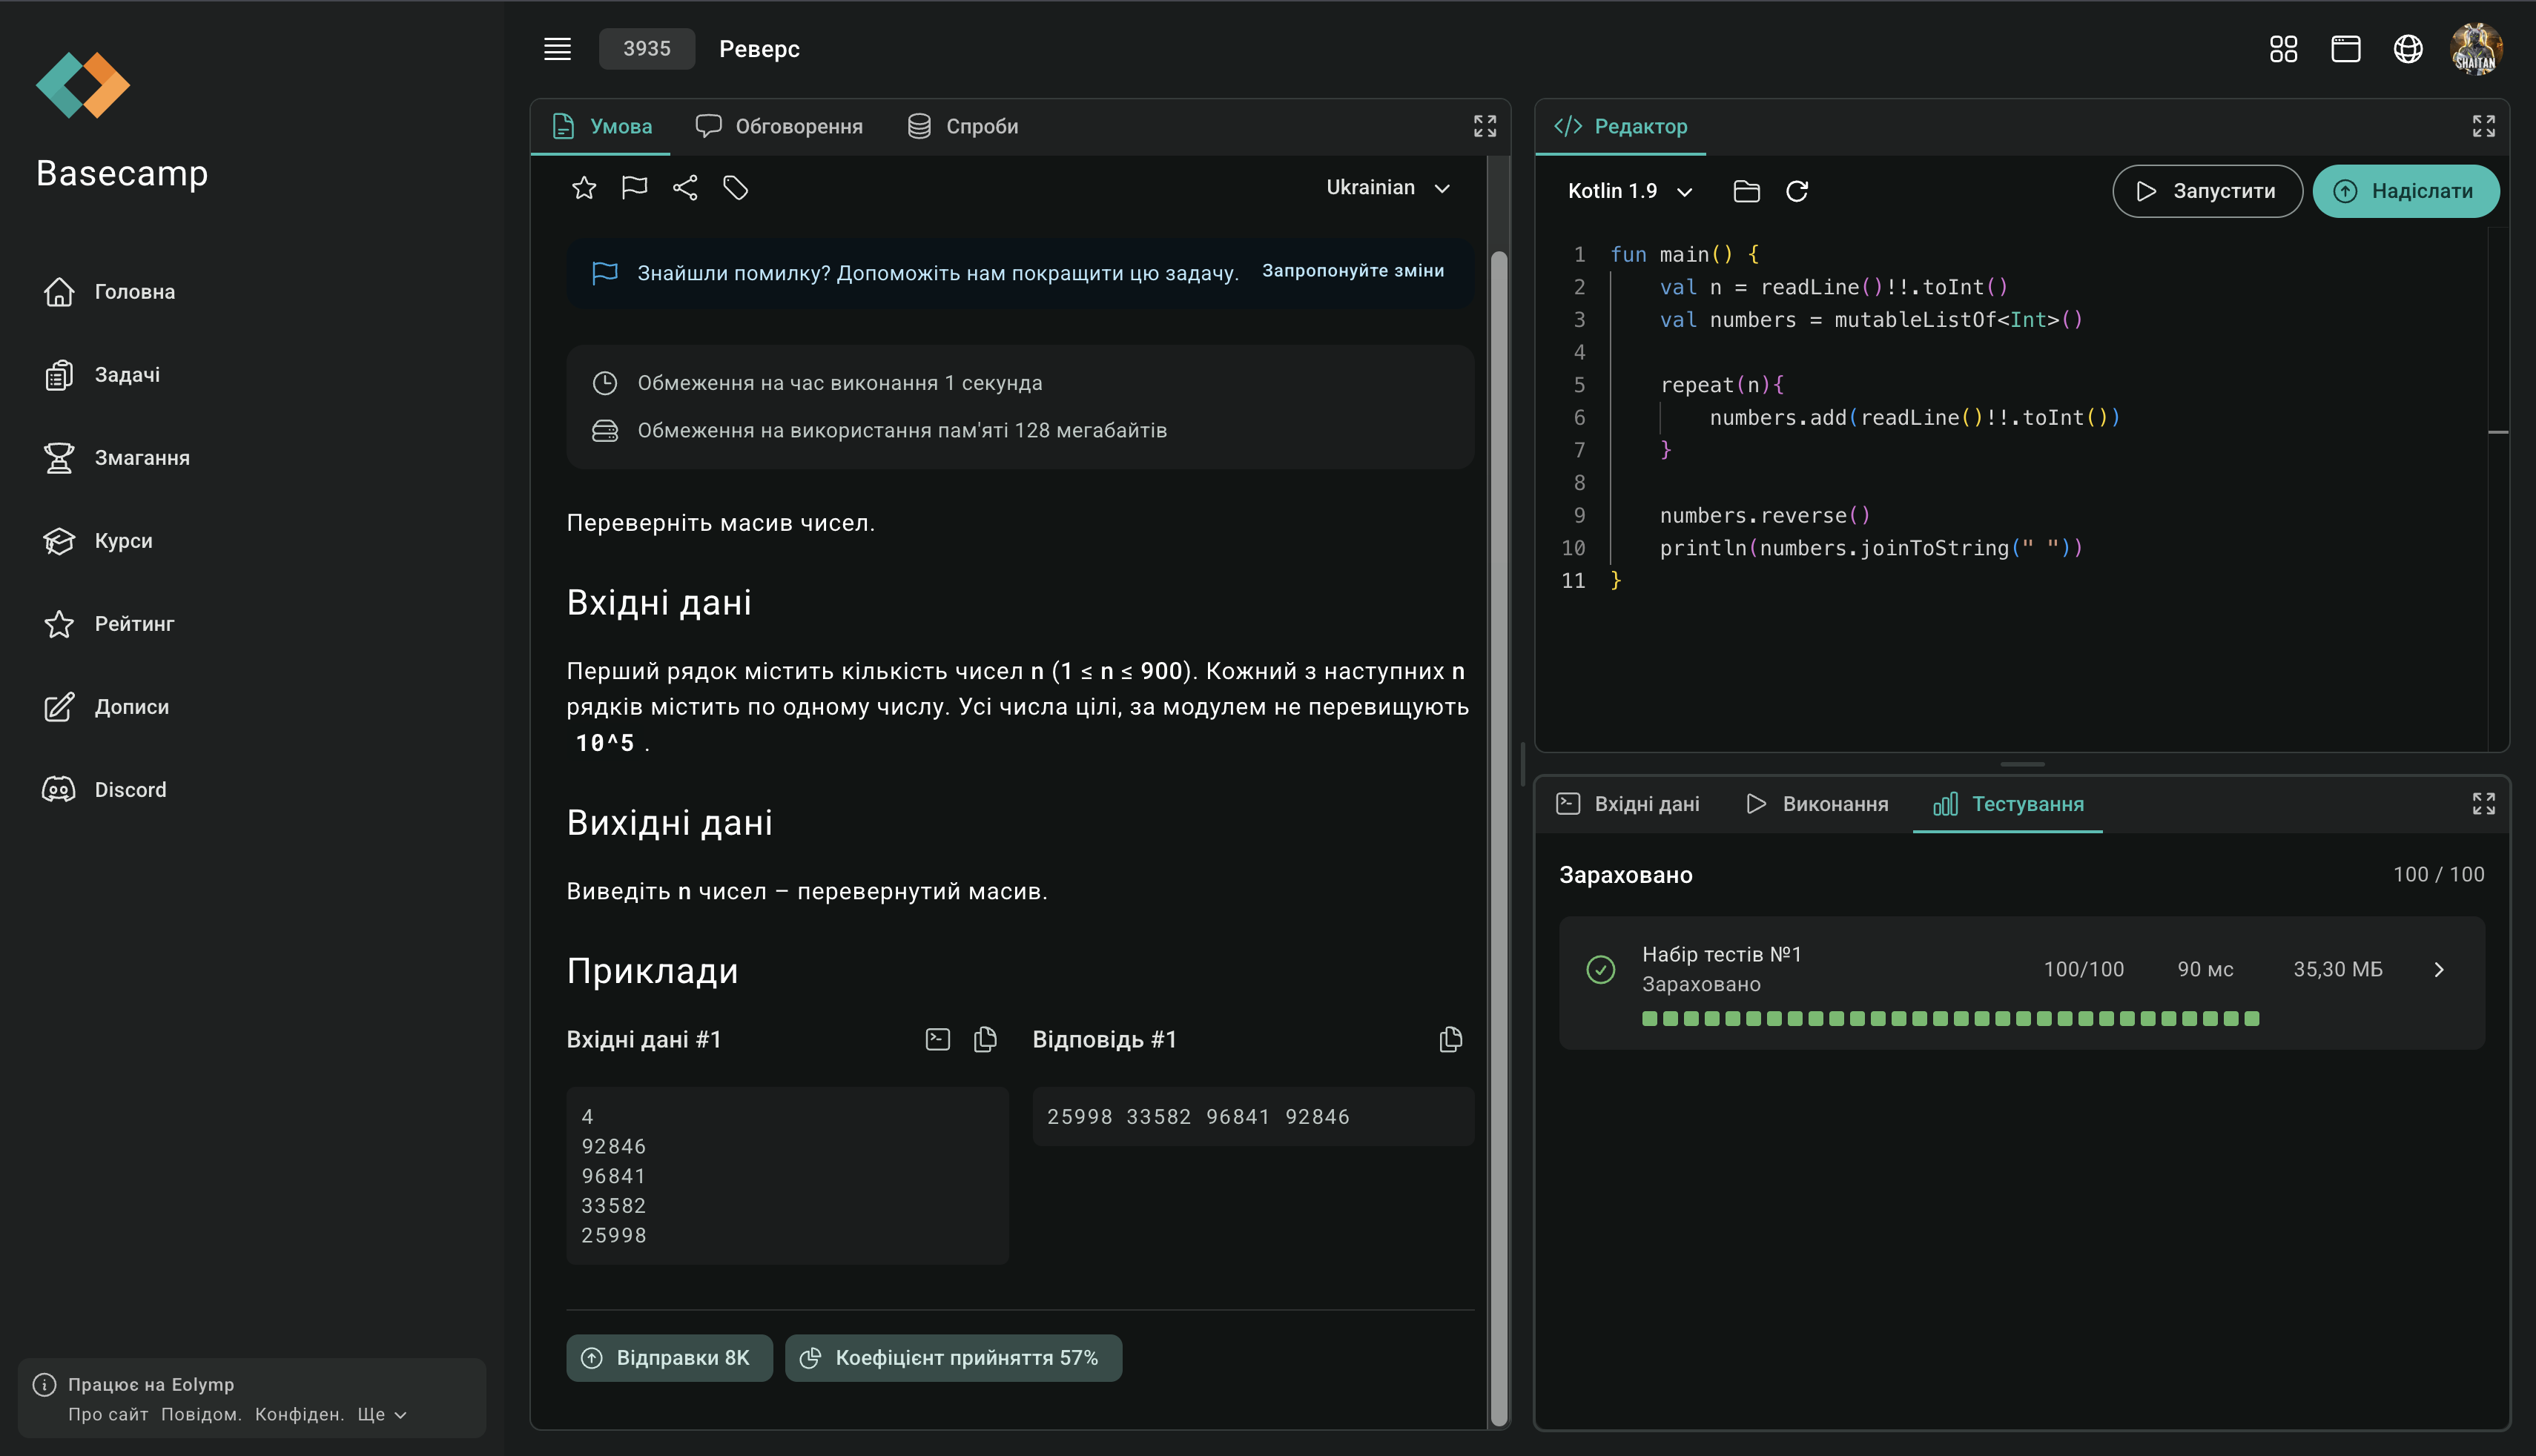 Basecamp
Головна
Задачі
Змагання
Курси
Рейтинг
Дописи
Discord
Працює на Eolymp
Про сайт Повідом. Конфіден. Ще
3935 Реверс
SHAITAN
Умова Обговорення Спроби
Ukrainian
Знайшли помилку? Допоможіть нам покращити цю задачу. Запропонуйте зміни
Обмеження на час виконання 1 секунда
Обмеження на використання пам'яті 128 мегабайтів
Переверніть масив чисел.
Вхідні дані
Перший рядок містить кількість чисел n (1 ≤ n ≤ 900). Кожний з наступних n
рядків містить по одному числу. Усі числа цілі, за модулем не перевищують
10^5 .
Вихідні дані
Виведіть n чисел – перевернутий масив.
Приклади
Вхідні дані #1
4
92846
96841
33582
25998
Відповідь #1
25998 33582 96841 92846
Відправки 8K Коефіцієнт прийняття 57%
Редактор
Kotlin 1.9 Запустити Надіслати
1 fun main() {
2 val n = readLine()!!.toInt()
3 val numbers = mutableListOf<Int>()
4
5 repeat(n){
6 numbers.add(readLine()!!.toInt())
7 }
8
9 numbers.reverse()
10 println(numbers.joinToString(" "))
11 }
Вхідні дані Виконання Тестування
Зараховано 100 / 100
Набір тестів №1
Зараховано
100/100 90 мс 35,30 МБ